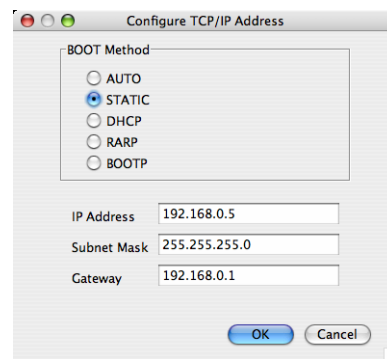 Configure TCP/IP Address
BOOT Method
AUTO
STATIC
DHCP
RARP
BOOTP
IP Address 192.168.0.5
Subnet Mask 255.255.255.0
Gateway 192.168.0.1
OK Cancel